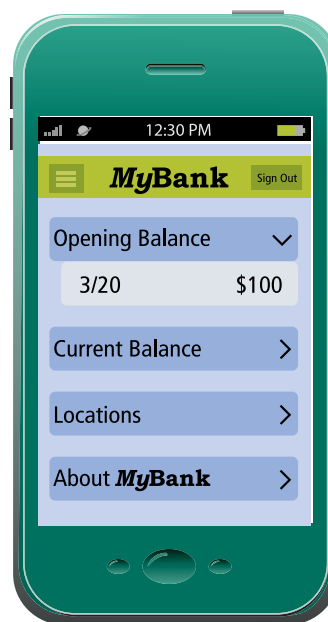 12:30 PM
MyBank Sign Out
Opening Balance
3/20 $100
Current Balance
Locations
About MyBank